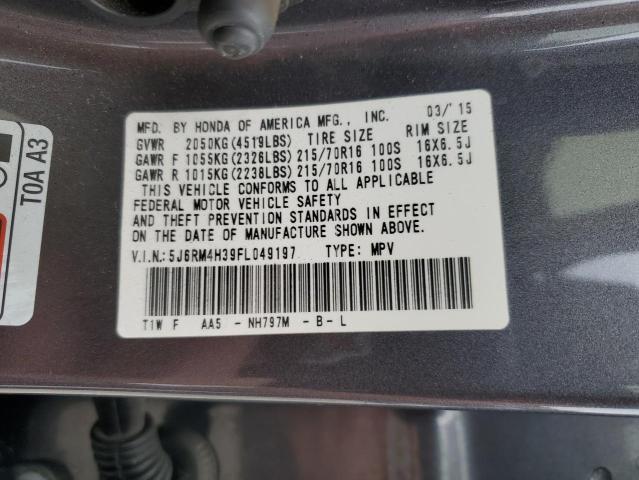 MFD. BY HONDA OF AMERICA MFG., INC. 03/'15
GVWR 2050KG(4519LBS) TIRE SIZE RIM SIZE
GAWR F 1055KG(2326LBS) 215/70R16 100S 16X6.5J
GAWR R 1015KG(2238LBS) 215/70R16 100S 16X6.5J
THIS VEHICLE CONFORMS TO ALL APPLICABLE
FEDERAL MOTOR VEHICLE SAFETY
AND THEFT PREVENTION STANDARDS IN EFFECT
ON THE DATE OF MANUFACTURE SHOWN ABOVE.
V.I.N.:5J6RM4H39FL049197 TYPE: MPV
T1W F AA5 - NH797M - B - L
T0A A3